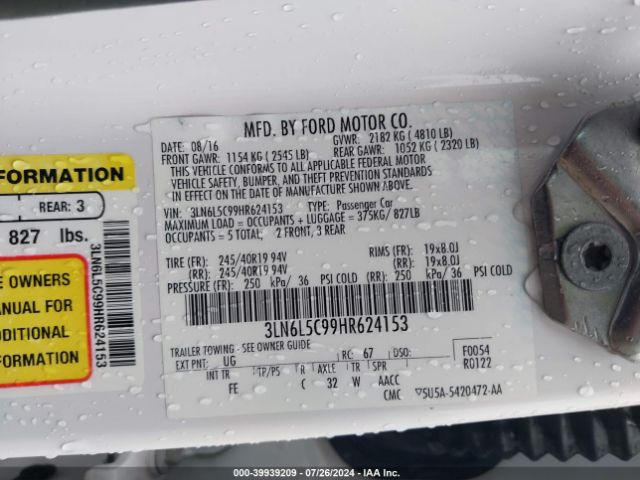 MFD. BY FORD MOTOR CO.
DATE: 08/16 GVWR: 2182 KG ( 4810 LB)
FRONT GAWR: 1154 KG ( 2545 LB) REAR GAWR: 1052 KG ( 2320 LB)
THIS VEHICLE CONFORMS TO ALL APPLICABLE FEDERAL MOTOR
VEHICLE SAFETY, BUMPER, AND THEFT PREVENTION STANDARDS
IN EFFECT ON THE DATE OF MANUFACTURE SHOWN ABOVE.
VIN: 3LN6L5C99HR624153 TYPE: Passenger Car
MAXIMUM LOAD = OCCUPANTS + LUGGAGE = 375KG/ 827LB
OCCUPANTS = 5 TOTAL, 2 FRONT, 3 REAR
TIRE (FR): 245/40R19 94V RIMS (FR): 19x8.0J
(RR): 245/40R19 94V (RR): 19x8.0J
PRESSURE (FR): 250 kPa/ 36 PSI COLD (RR): 250 kPa/ 36 PSI COLD
3LN6L5C99HR624153
TRAILER TOWING - SEE OWNER GUIDE
EXT PNT: UG RC: 67 DSO: F0054
INT TR TP/PS R AXLE TR SPR R0122
FE C 32 W AACC
CMC 5U5A-5420472-AA
FORMATION
REAR: 3
827 lbs.
E OWNERS
ANUAL FOR
DDITIONAL
FORMATION
3LN6L5C99HR624153
000-39939209 - 07/26/2024 - IAA Inc.